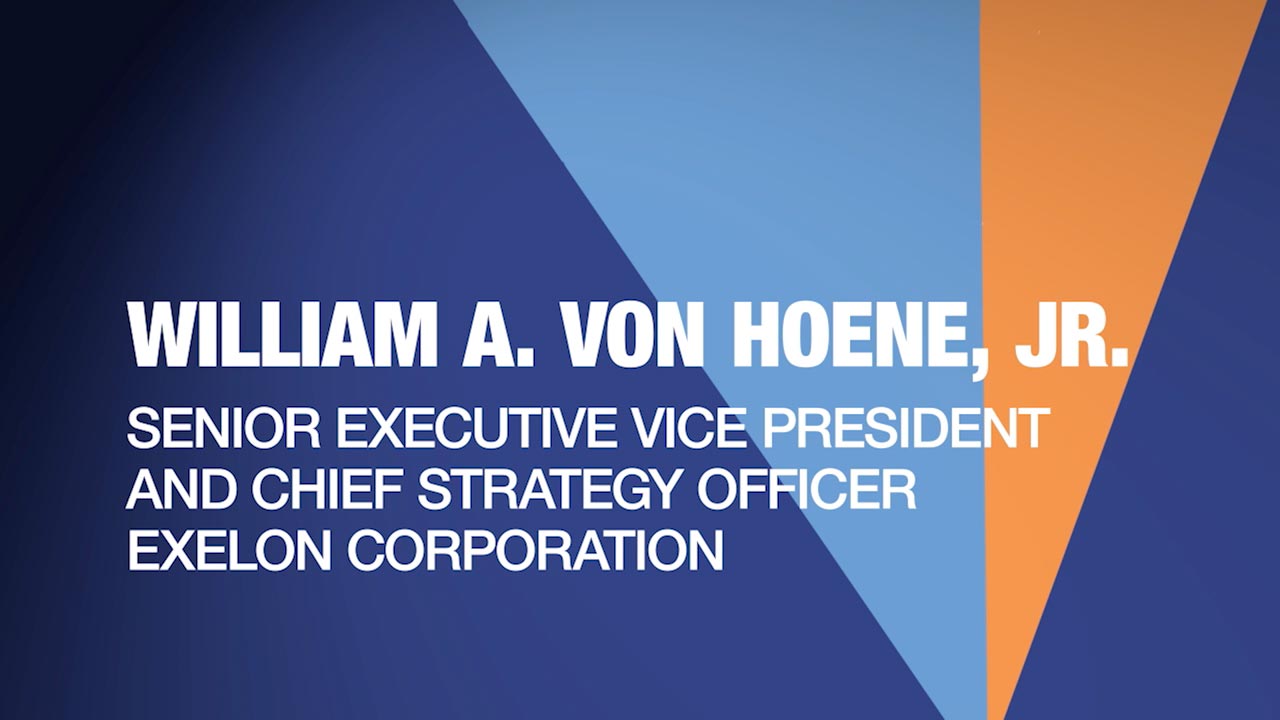 WILLIAM A. VON HOENE, JR.
SENIOR EXECUTIVE VICE PRESIDENT
AND CHIEF STRATEGY OFFICER
EXELON CORPORATION